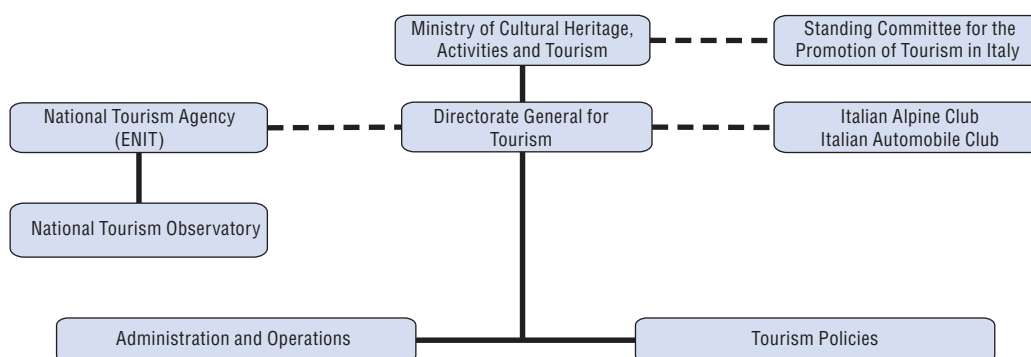 Ministry of Cultural Heritage,
Activities and Tourism
Standing Committee for the
Promotion of Tourism in Italy
National Tourism Agency
(ENIT)
Directorate General for
Tourism
Italian Alpine Club
Italian Automobile Club
National Tourism Observatory
Administration and Operations
Tourism Policies